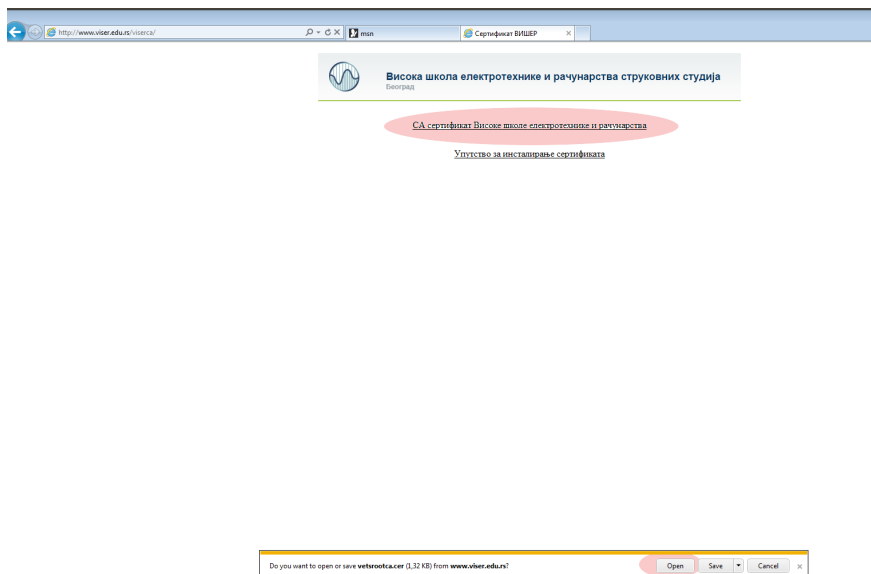 http://www.viser.edu.rs/viserca/
msn
Сертификат ВИШЕР
Висока школа електротехнике и рачунарства струковних студија
Београд
СА сертификат Високе школе електротехнике и рачунарства
Упутство за инсталирање сертификата
Do you want to open or save vetsrootca.cer (1,32 KB) from www.viser.edu.rs?
Open
Save
Cancel